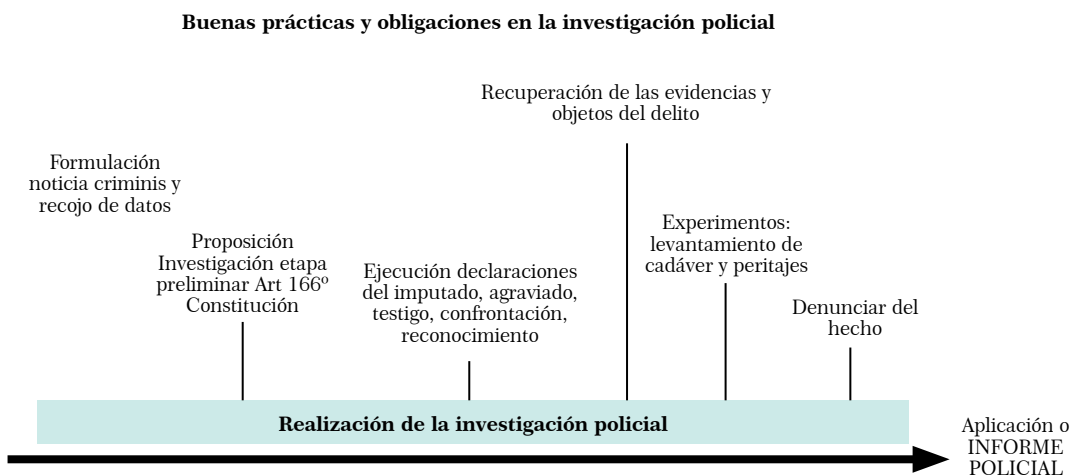 Buenas prácticas y obligaciones en la investigación policial
Recuperación de las evidencias y
objetos del delito
Formulación
noticia criminis y
recojo de datos
Proposición
Investigación etapa
preliminar Art 166º
Constitución
Ejecución declaraciones
del imputado, agraviado,
testigo, confrontación,
reconocimiento
Experimentos:
levantamiento de
cadáver y peritajes
Denunciar del
hecho
Realización de la investigación policial
Aplicación o
INFORME
POLICIAL